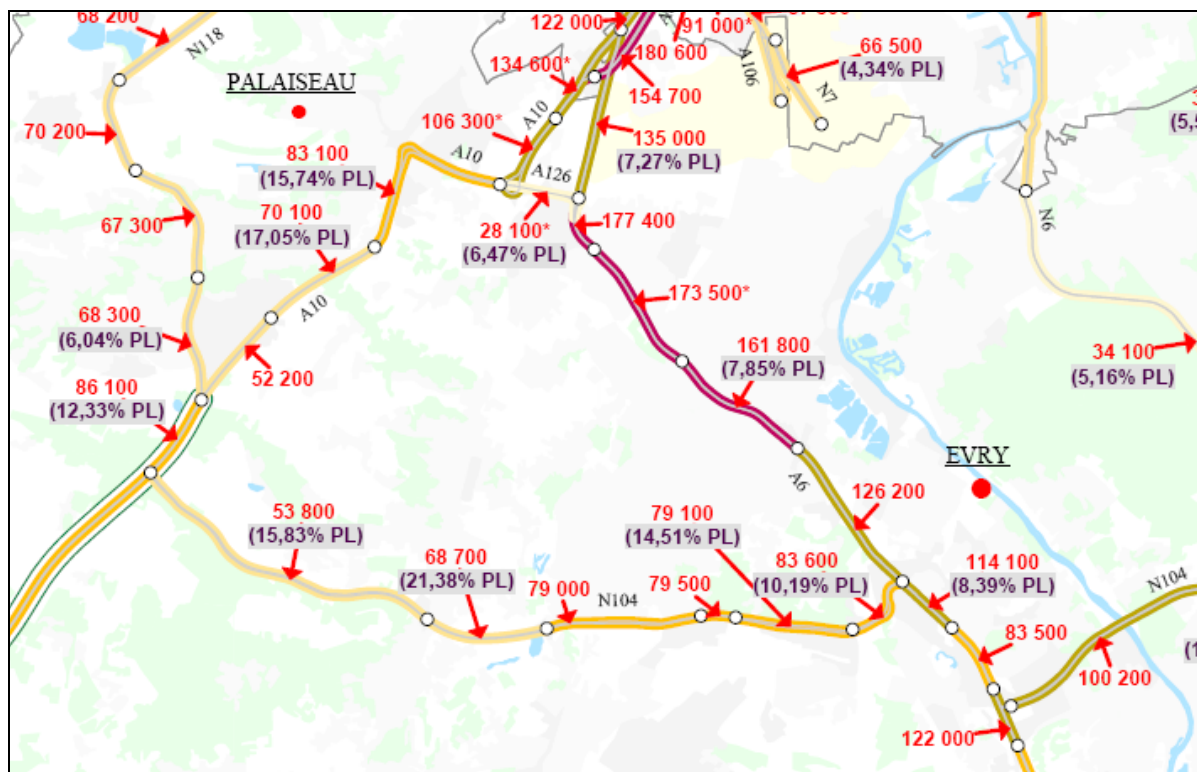 68 200
N118
122 000
91 000*
180 600
134 600*
154 700
A106
66 500
(4,34% PL)
N7
PALAISEAU
70 200
106 300*
A10
135 000
(7,27% PL)
83 100
(15,74% PL)
A10
A126
67 300
70 100
(17,05% PL)
28 100*
(6,47% PL)
177 400
N6
A10
173 500*
68 300
(6,04% PL)
52 200
161 800
(7,85% PL)
34 100
(5,16% PL)
86 100
(12,33% PL)
EVRY
A6
126 200
53 800
(15,83% PL)
79 100
(14,51% PL)
68 700
(21,38% PL)
83 600
(10,19% PL)
114 100
(8,39% PL)
N104
79 000
N104
79 500
83 500
100 200
122 000